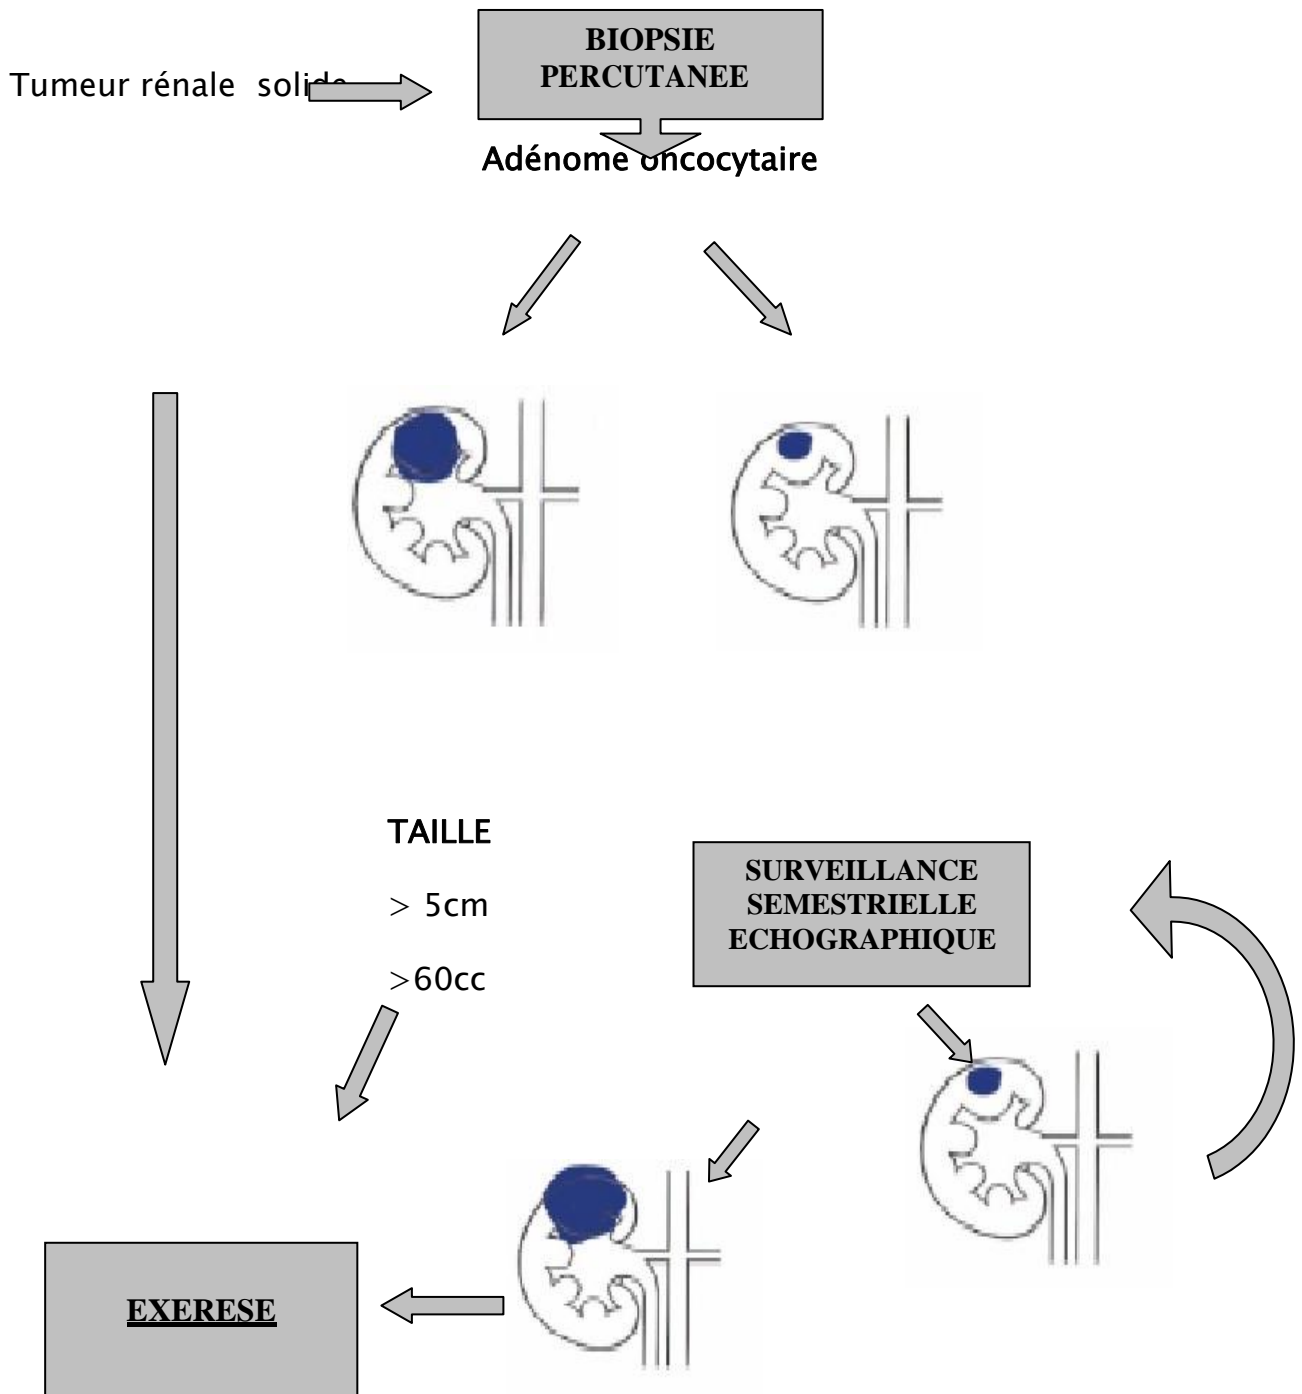 BIOPSIE
PERCUTANEE
Tumeur rénale solide
Adénome oncocytaire
TAILLE
> 5cm
>60cc
SURVEILLANCE
SEMESTRIELLE
ECHOGRAPHIQUE
EXERESE